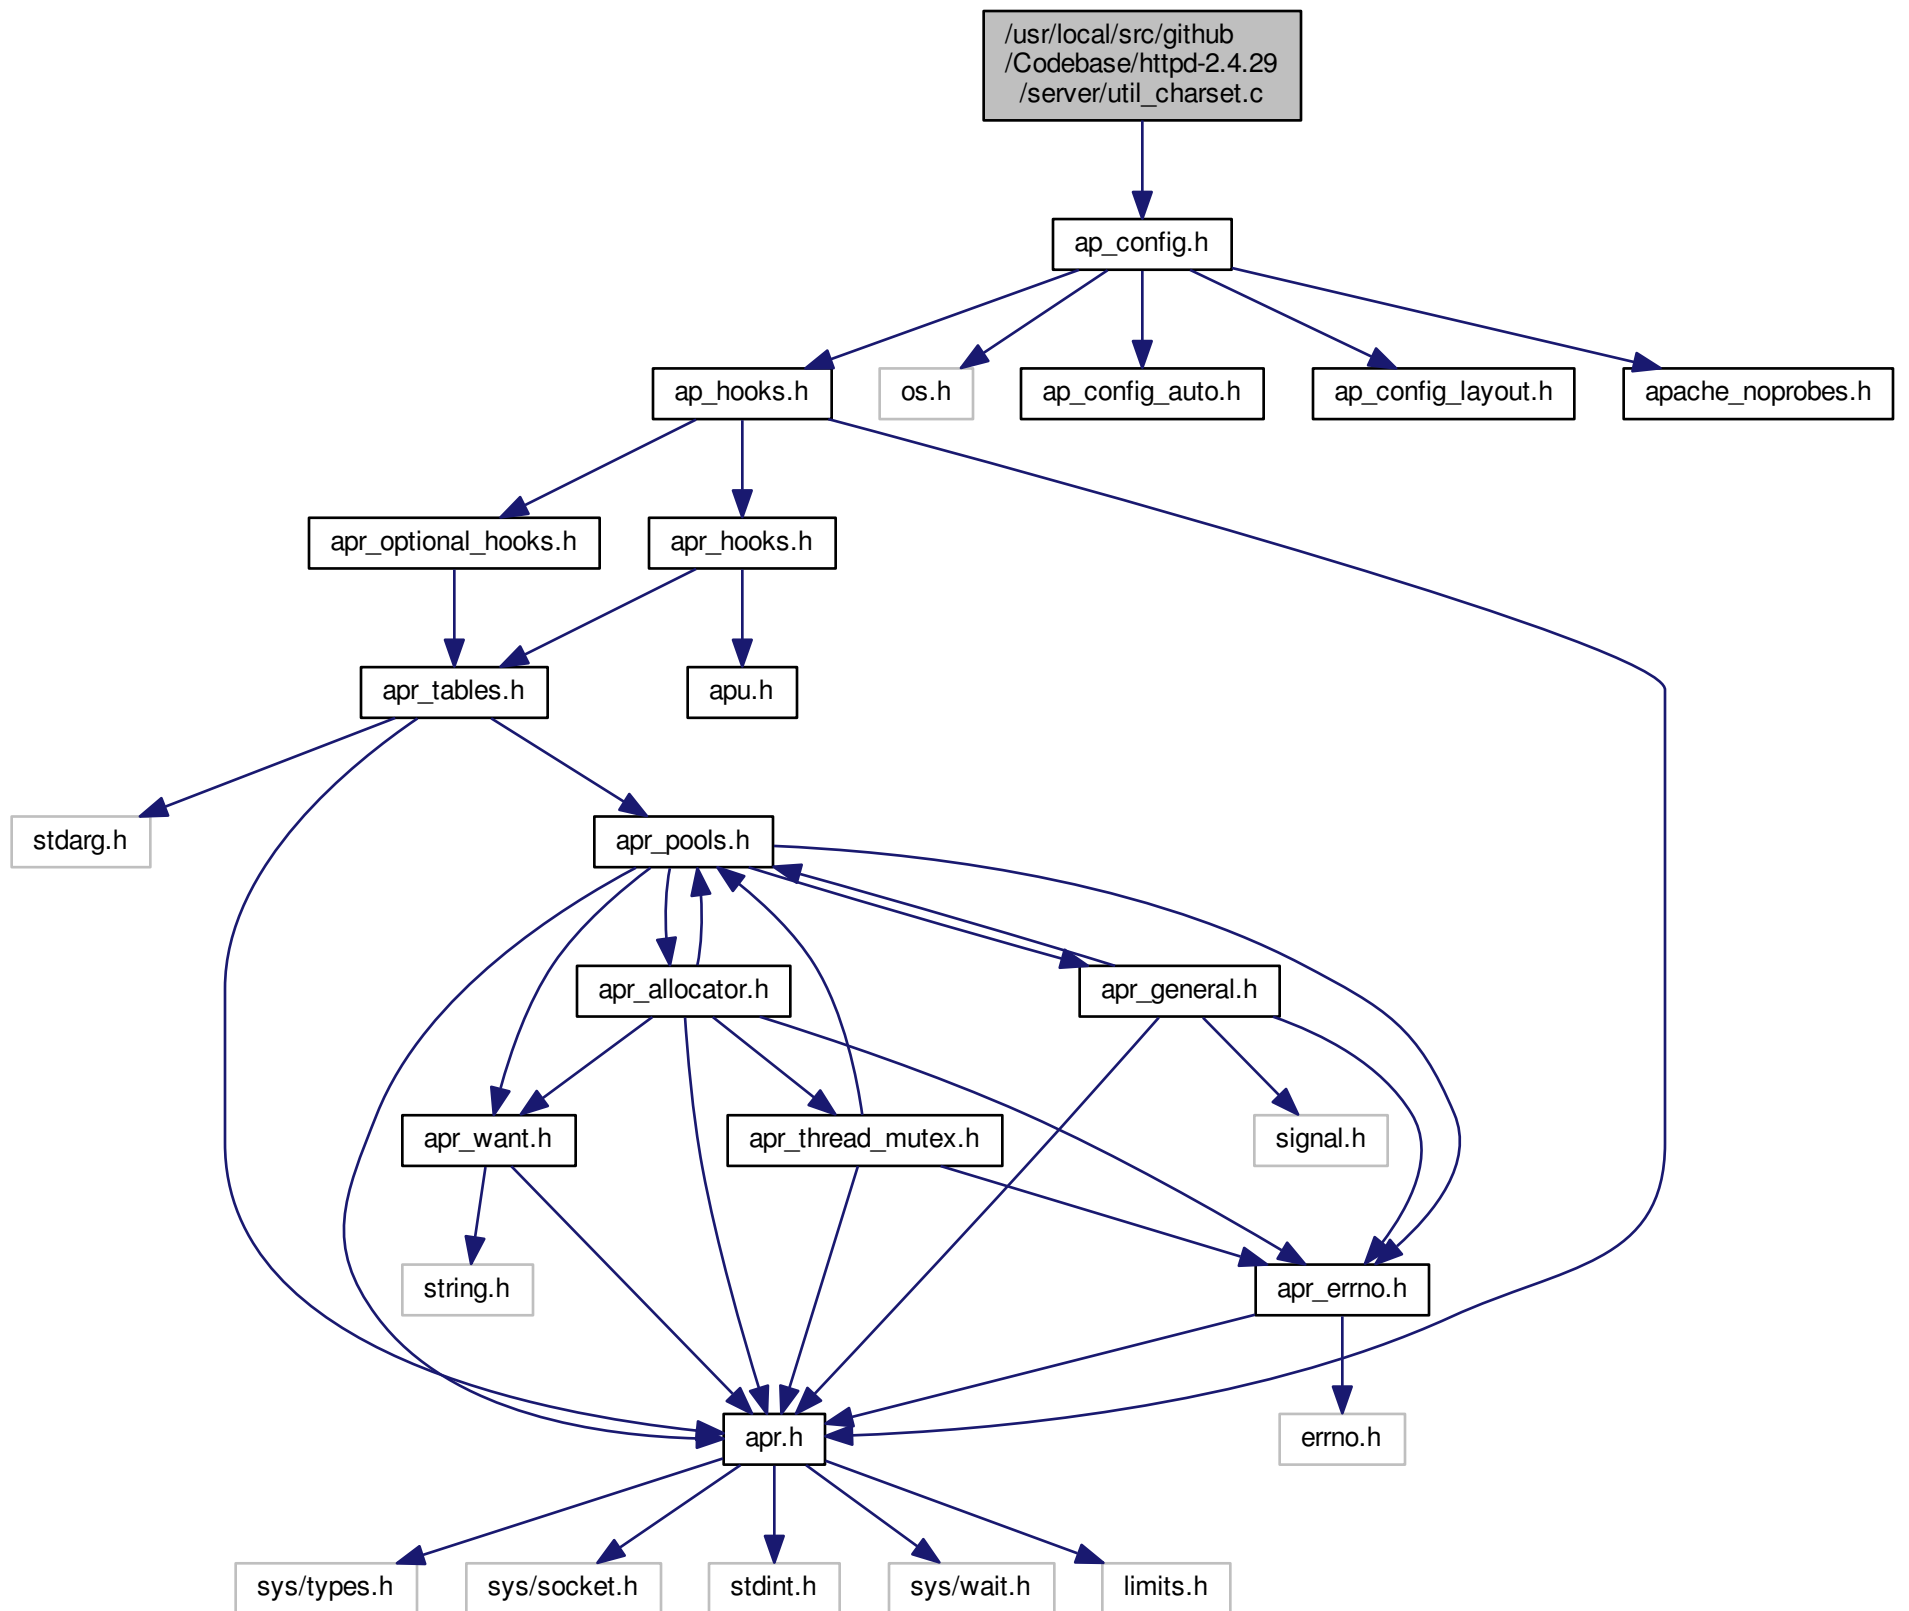 /usr/local/src/github
/Codebase/httpd-2.4.29
/server/util_charset.c
ap_config.h
ap_hooks.h
os.h
ap_config_auto.h
ap_config_layout.h
apache_noprobes.h
apr_optional_hooks.h
apr_hooks.h
apr_tables.h
apu.h
stdarg.h
apr_pools.h
apr_allocator.h
apr_general.h
apr_want.h
apr_thread_mutex.h
signal.h
string.h
apr_errno.h
apr.h
errno.h
sys/types.h
sys/socket.h
stdint.h
sys/wait.h
limits.h